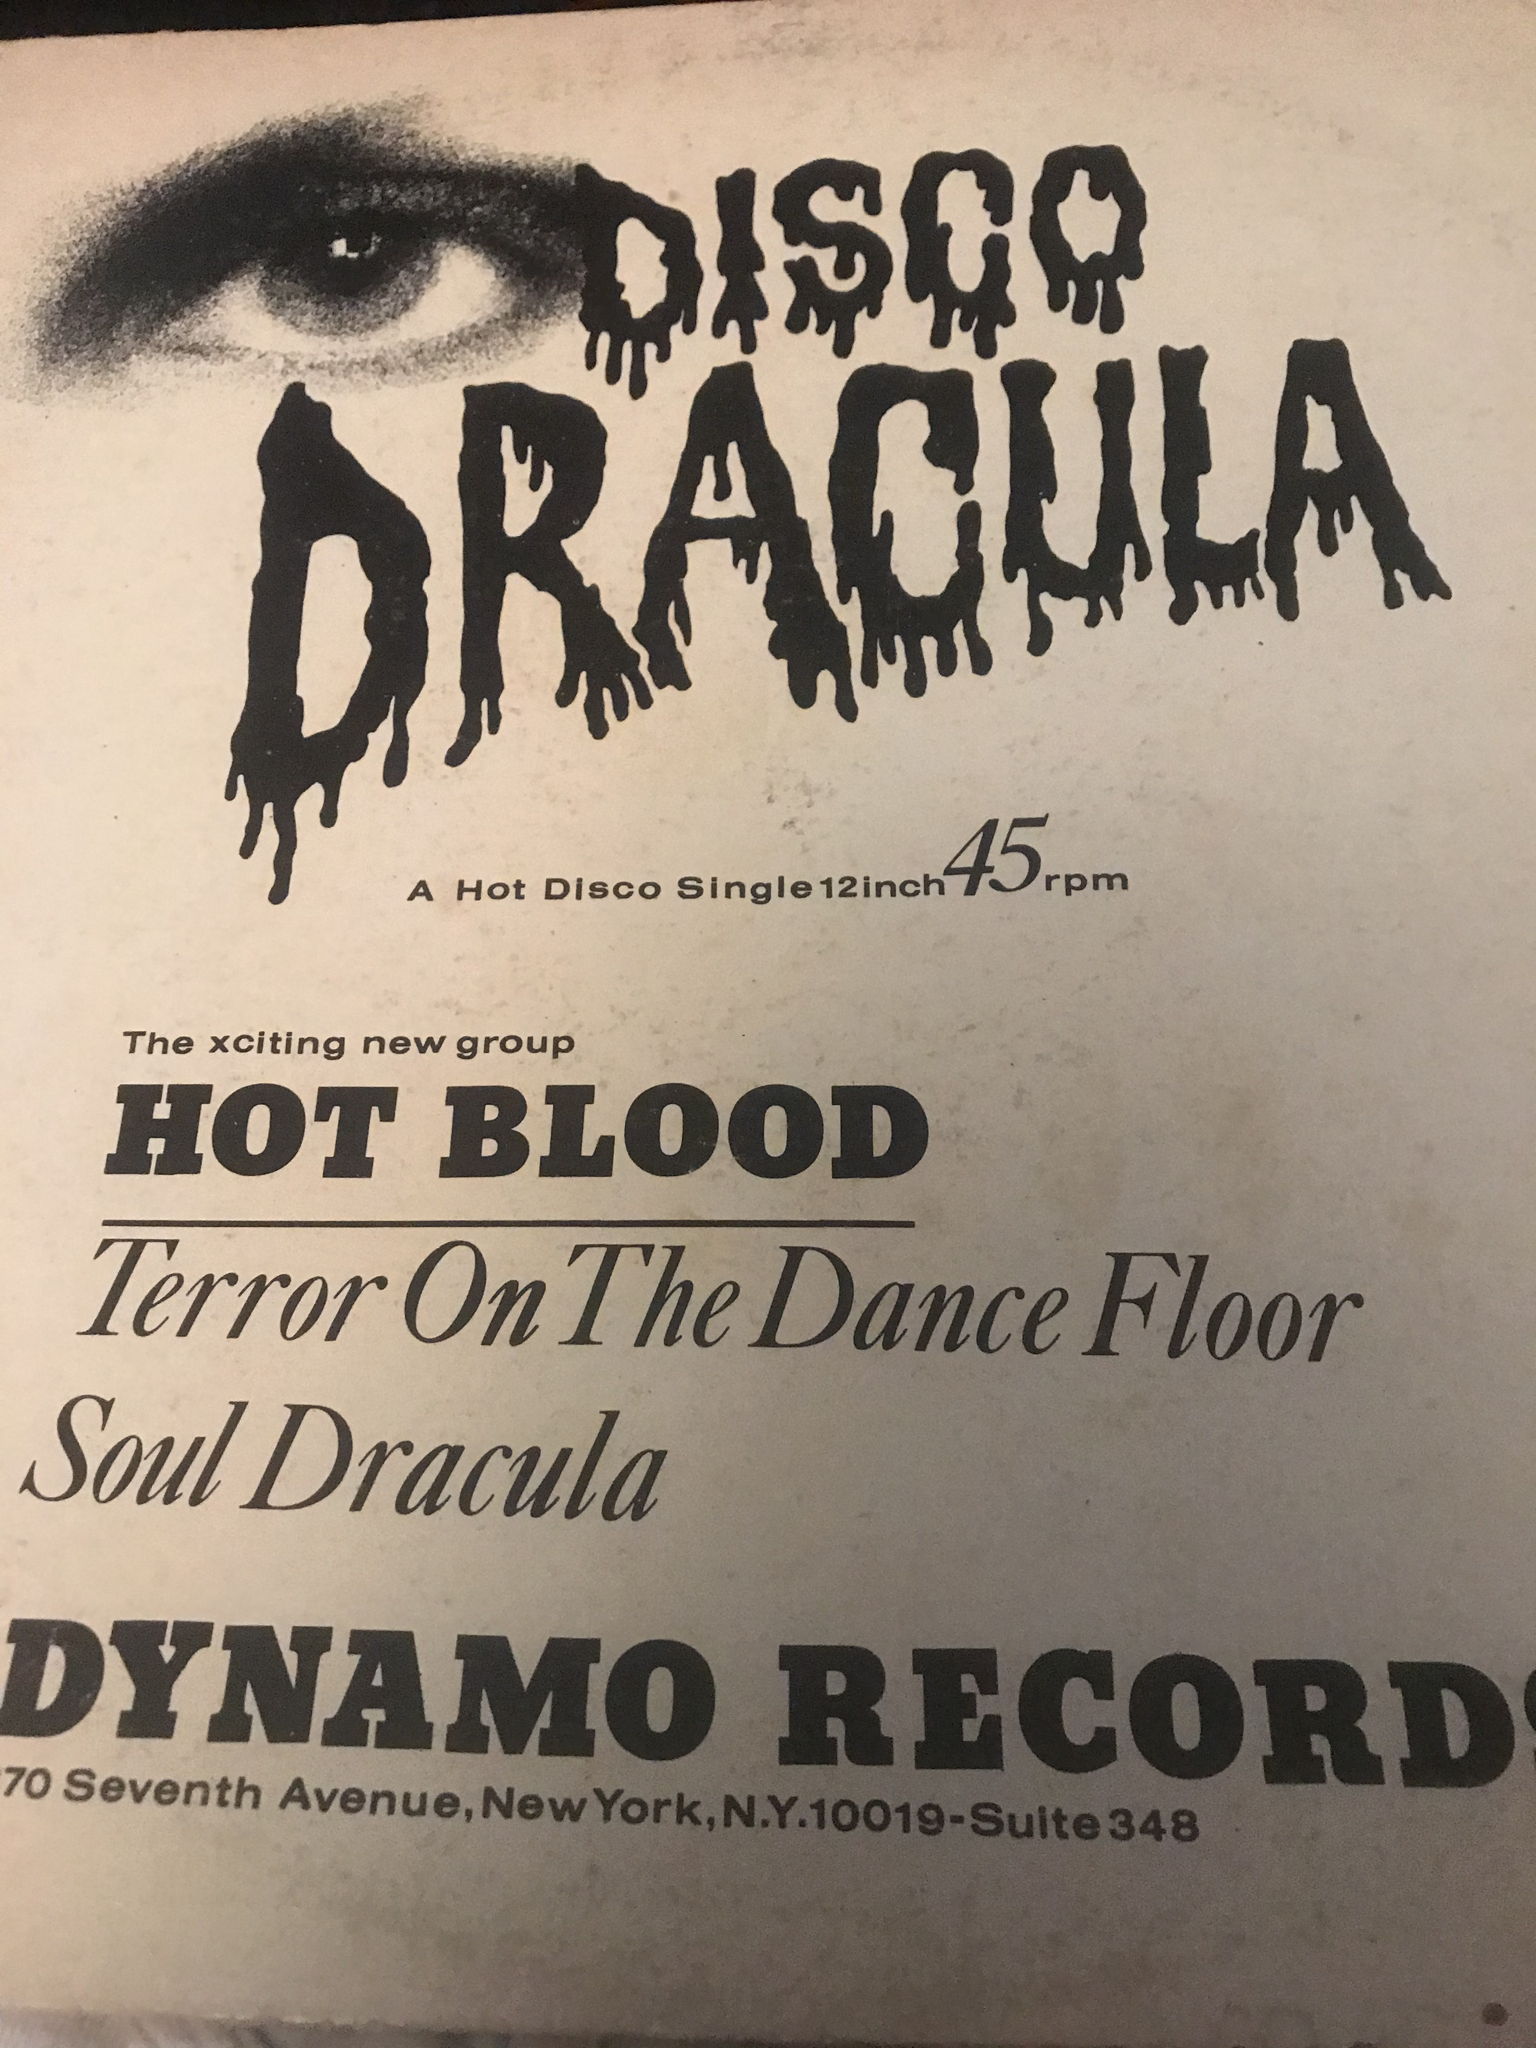 DISCO
DRACULA
A Hot Disco Single 12inch 45 rpm
The xciting new group
HOT BLOOD
Terror On The Dance Floor
Soul Dracula
DYNAMO RECORDS
70 Seventh Avenue, New York, N.Y. 10019-Suite 348